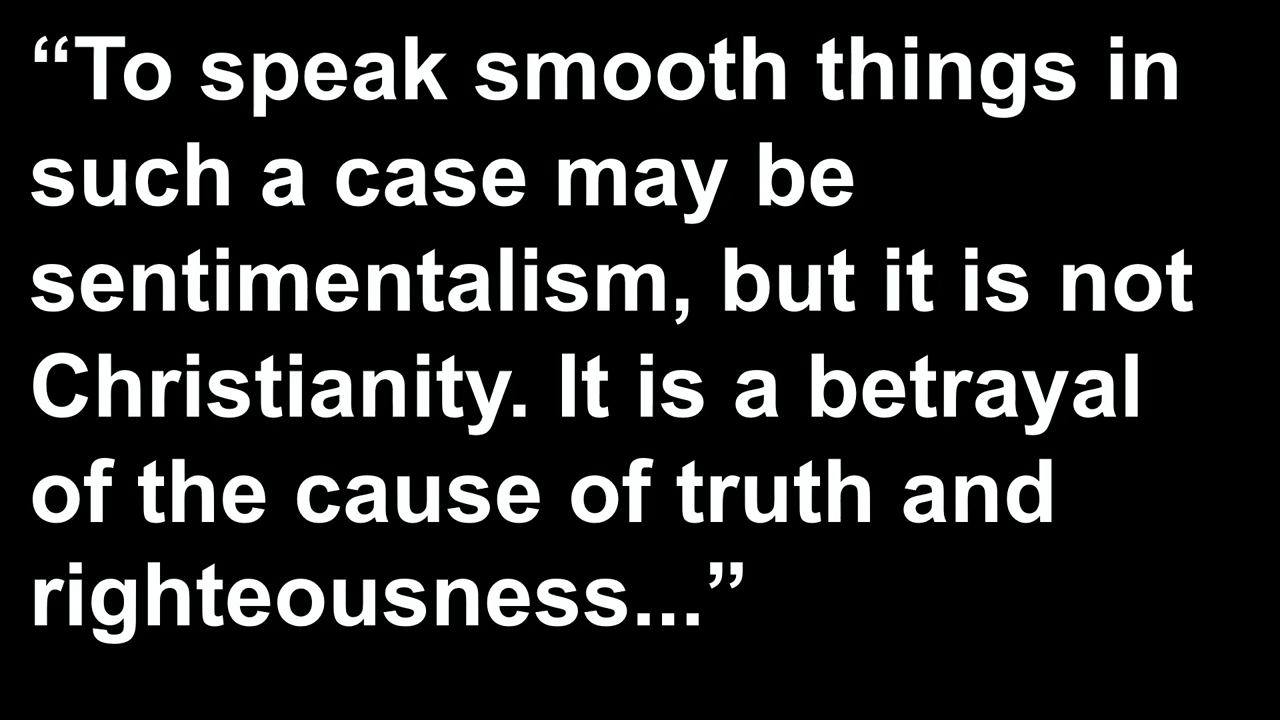 “To speak smooth things in
such a case may be
sentimentalism, but it is not
Christianity. It is a betrayal
of the cause of truth and
righteousness...”